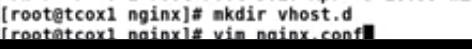 [root@tcox1 nginx]# mkdir vhost.d
[root@tcox1 nginx]# vim nginx.conf